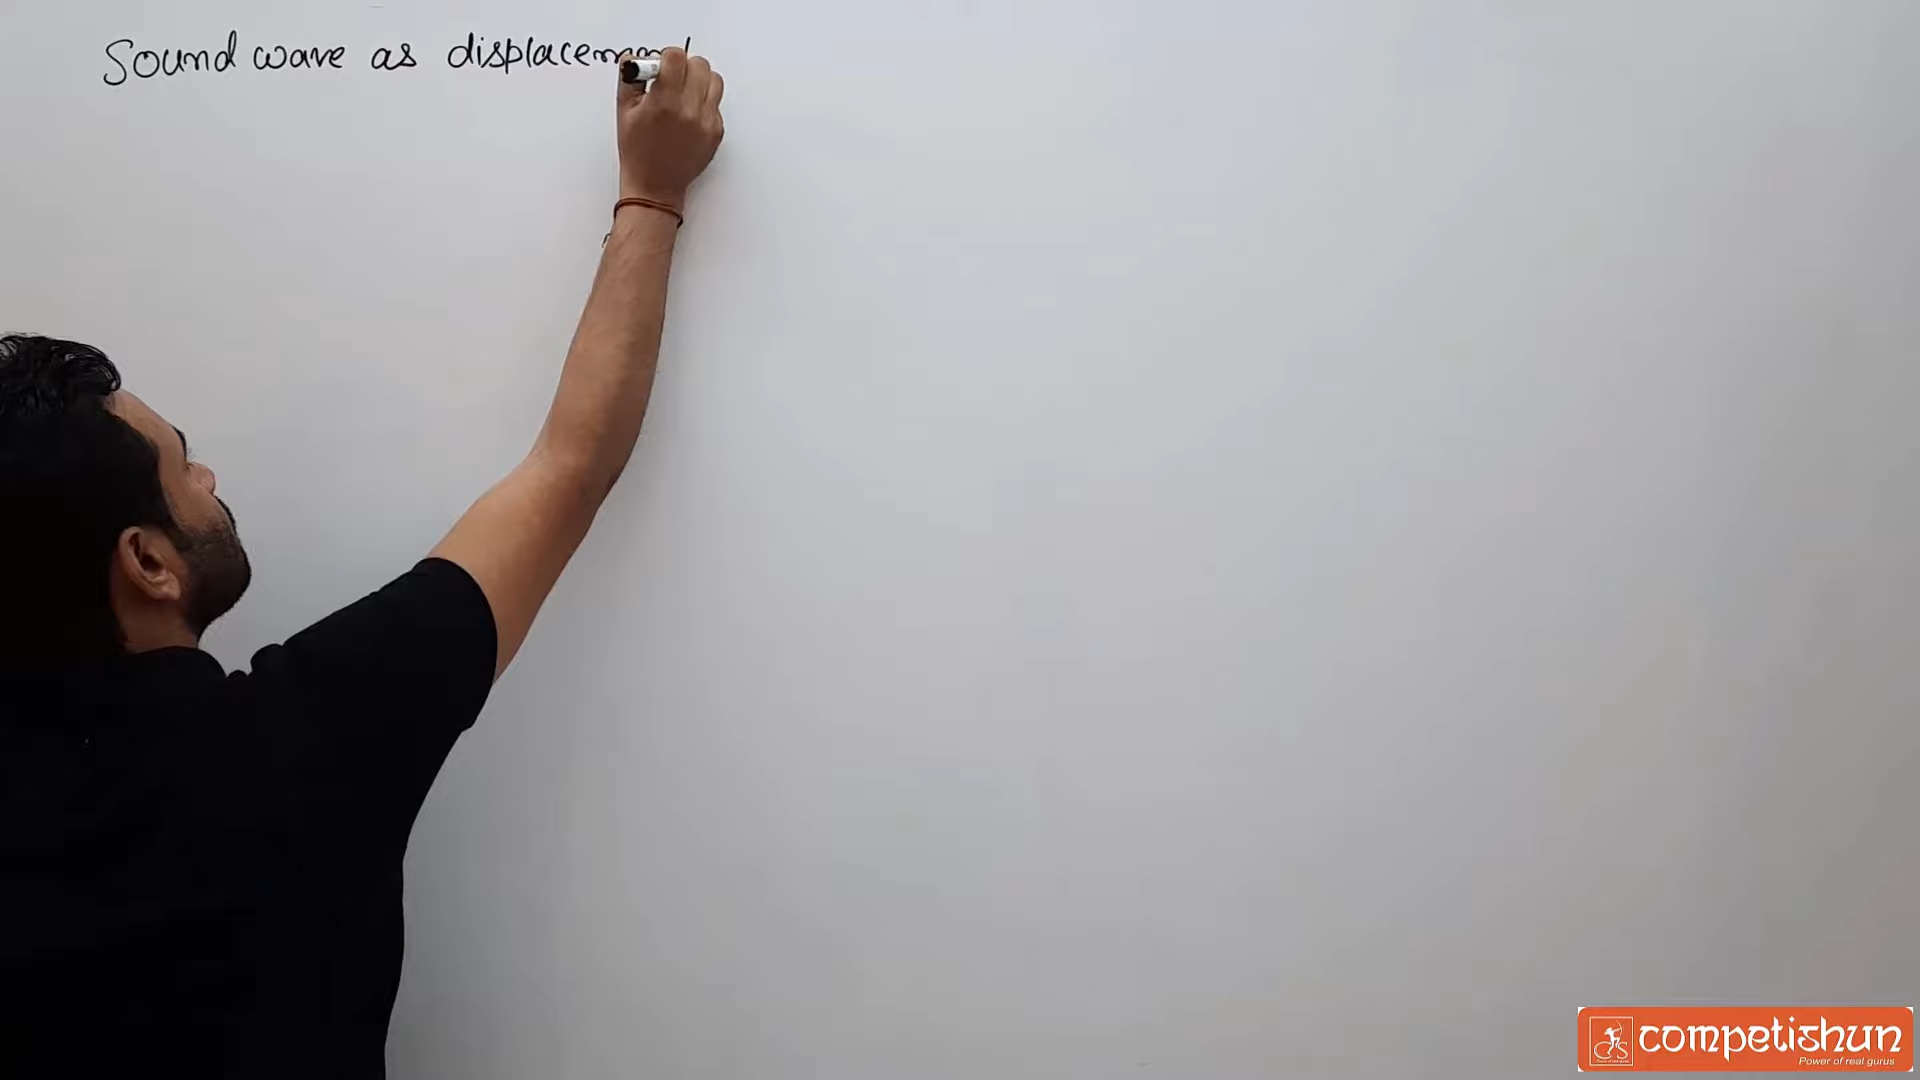 Sound wave as displacement
competishun
Power of real gurus